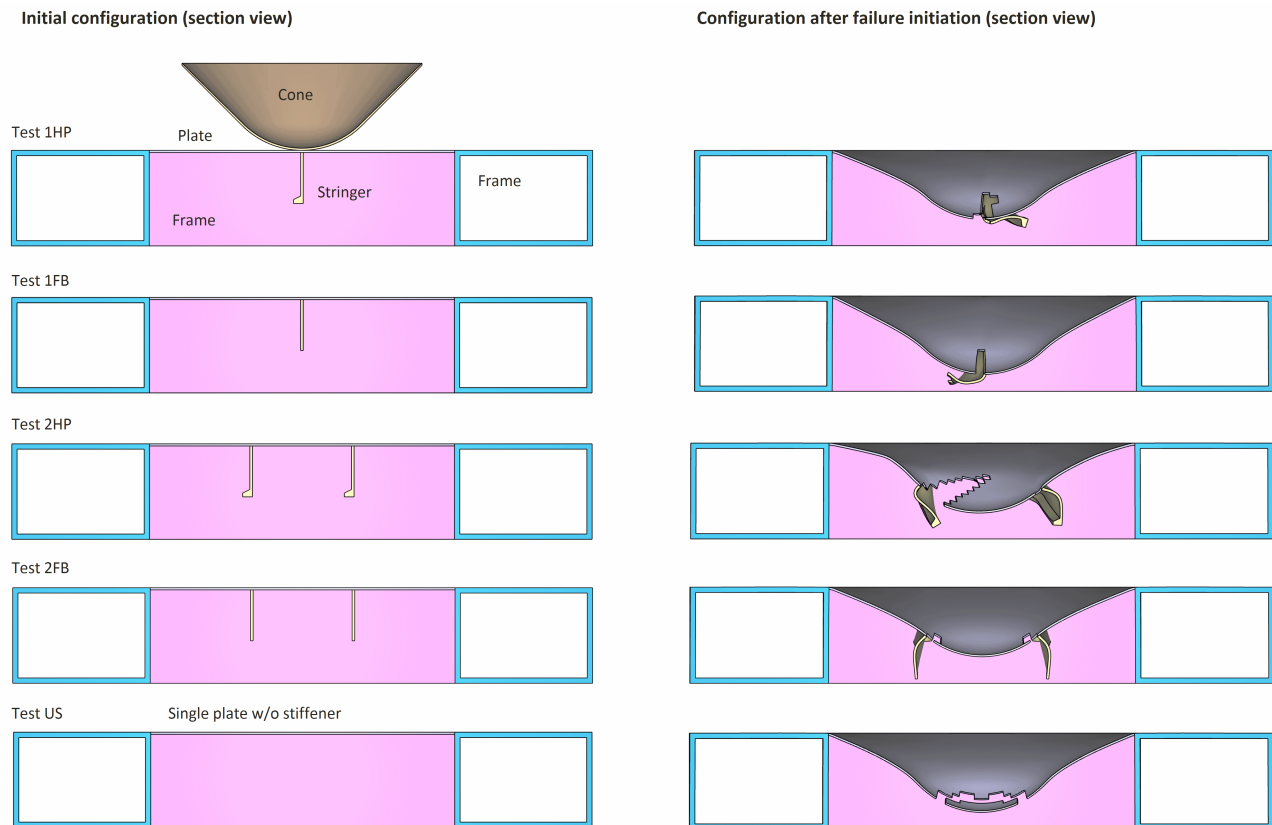 Initial configuration (section view)
Configuration after failure initiation (section view)
Cone
Test 1HP
Plate
Frame
Stringer
Frame
Test 1FB
Test 2HP
Test 2FB
Test US
Single plate w/o stiffener